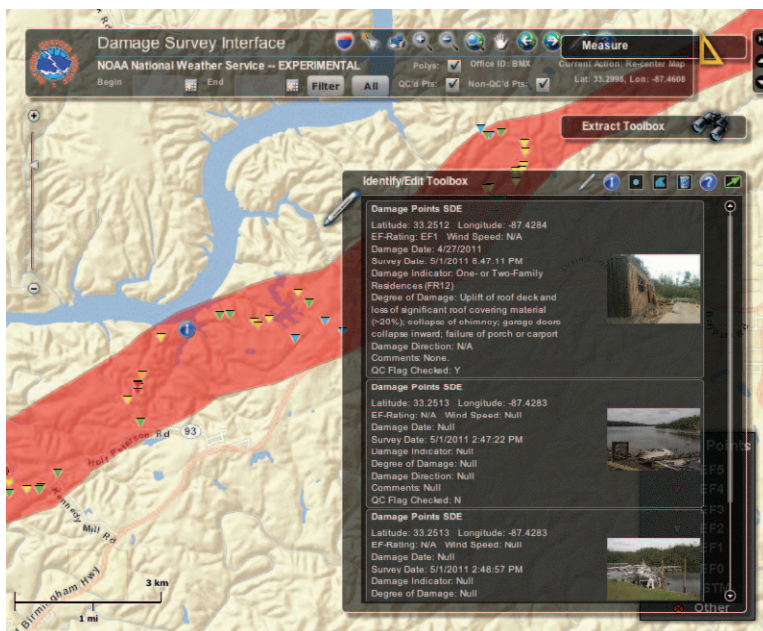 Damage Survey Interface
NOAA National Weather Service -- EXPERIMENTAL
Begin
End
Filter
All
Polys:
Office ID: BMX
QC'd Pts:
Non-QC'd Pts:
Measure
Current Action: Re-center Map
Lat: 33.2998, Lon: -87.4608
Extract Toolbox
Identify/Edit Toolbox
Damage Points SDE
Latitude: 33.2512 Longitude: -87.4284
EF-Rating: EF1 Wind Speed: N/A
Damage Date: 4/27/2011
Survey Date: 5/1/2011 6:47:11 PM
Damage Indicator: One- or Two-Family
Residences (FR12)
Degree of Damage: Uplift of roof deck and
loss of significant roof covering material
(>20%); collapse of chimney; garage doors
collapse inward; failure of porch or carport
Damage Direction: N/A
Comments: None.
QC Flag Checked: Y
Damage Points SDE
Latitude: 33.2513 Longitude: -87.4283
EF-Rating: N/A Wind Speed: Null
Damage Date: Null
Survey Date: 5/1/2011 2:47:22 PM
Damage Indicator: Null
Degree of Damage: Null
Damage Direction: Null
Comments: Null
QC Flag Checked: N
Damage Points SDE
Latitude: 33.2513 Longitude: -87.4283
EF-Rating: N/A Wind Speed: Null
Damage Date: Null
Survey Date: 5/1/2011 2:48:57 PM
Damage Indicator: Null
Degree of Damage: Null
Points
EF5
EF4
EF3
EF2
EF1
EF0
STM
Other
93
Holt Peterson Rd
Kennedy
Mill Rd
Birmingham Hwy)
3 km
1 mi